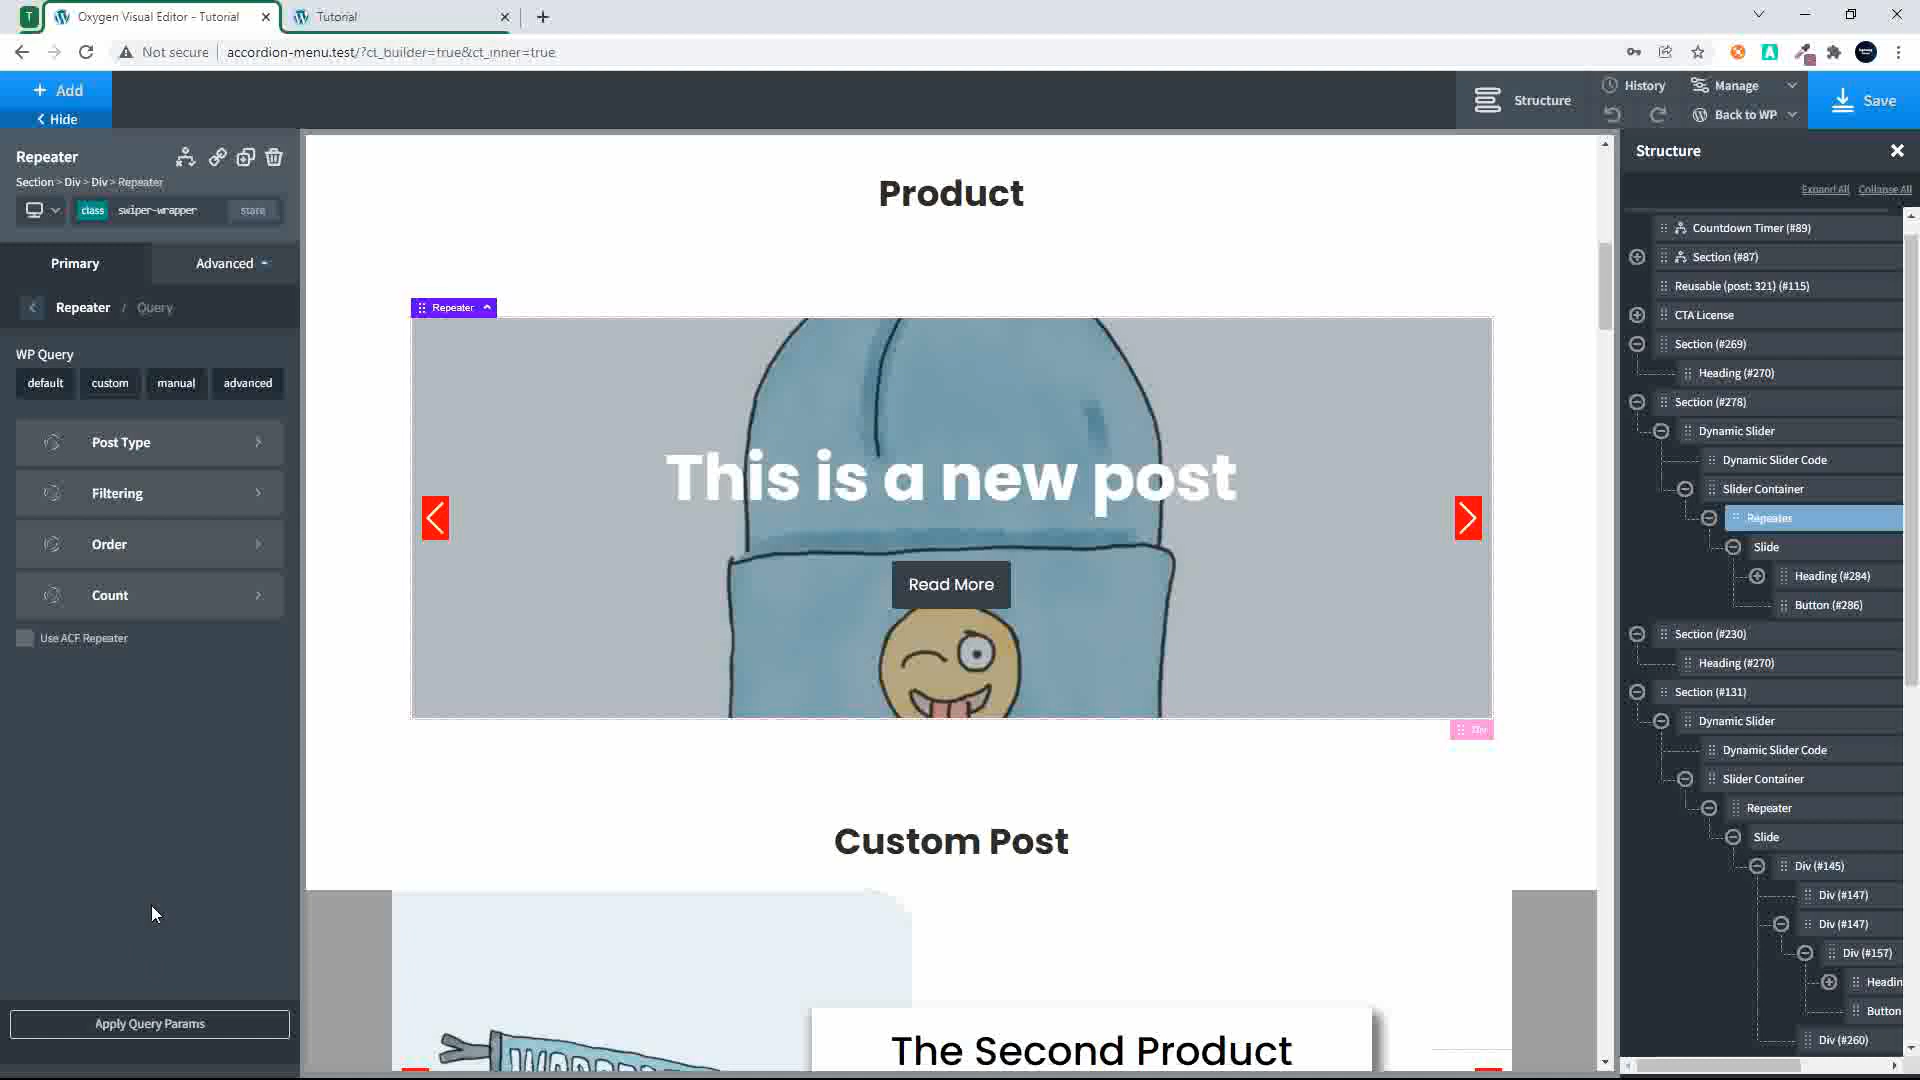 T
Oxygen Visual Editor - Tutorial
Tutorial
Not secure
accordion-menu.test/?ct_builder=true&ct_inner=true
A
+ Add
Hide
Structure
History
Manage
Back to WP
Save
Repeater
Section > Div > Div > Repeater
class swiper-wrapper state
Primary
Advanced
Repeater / Query
WP Query
default custom manual advanced
Post Type
Filtering
Order
Count
Use ACF Repeater
Apply Query Params
Product
Repeater
This is a new post
Read More
Div
Custom Post
The Second Product
Structure
Expand All Collapse All
Countdown Timer (#89)
Section (#87)
Reusable (post: 321) (#115)
CTA License
Section (#269)
Heading (#270)
Section (#278)
Dynamic Slider
Dynamic Slider Code
Slider Container
Repeater
Slide
Heading (#284)
Button (#286)
Section (#230)
Heading (#270)
Section (#131)
Dynamic Slider
Dynamic Slider Code
Slider Container
Repeater
Slide
Div (#145)
Div (#147)
Div (#147)
Div (#157)
Headin
Button
Div (#260)